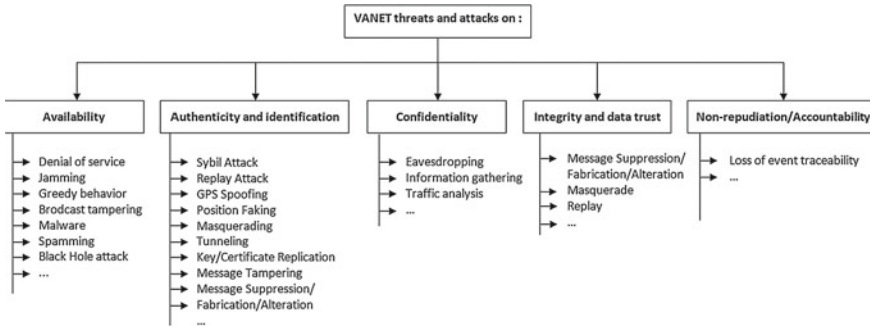 VANET threats and attacks on :
Availability
Denial of service
Jamming
Greedy behavior
Brodcast tampering
Malware
Spamming
Black Hole attack
...
Authenticity and identification
Sybil Attack
Replay Attack
GPS Spoofing
Position Faking
Masquerading
Tunneling
Key/Certificate Replication
Message Tampering
Message Suppression/
Fabrication/Alteration
...
Confidentiality
Eavesdropping
Information gathering
Traffic analysis
...
Integrity and data trust
Message Suppression/
Fabrication/Alteration
Masquerade
Replay
...
Non-repudiation/Accountability
Loss of event traceability
...